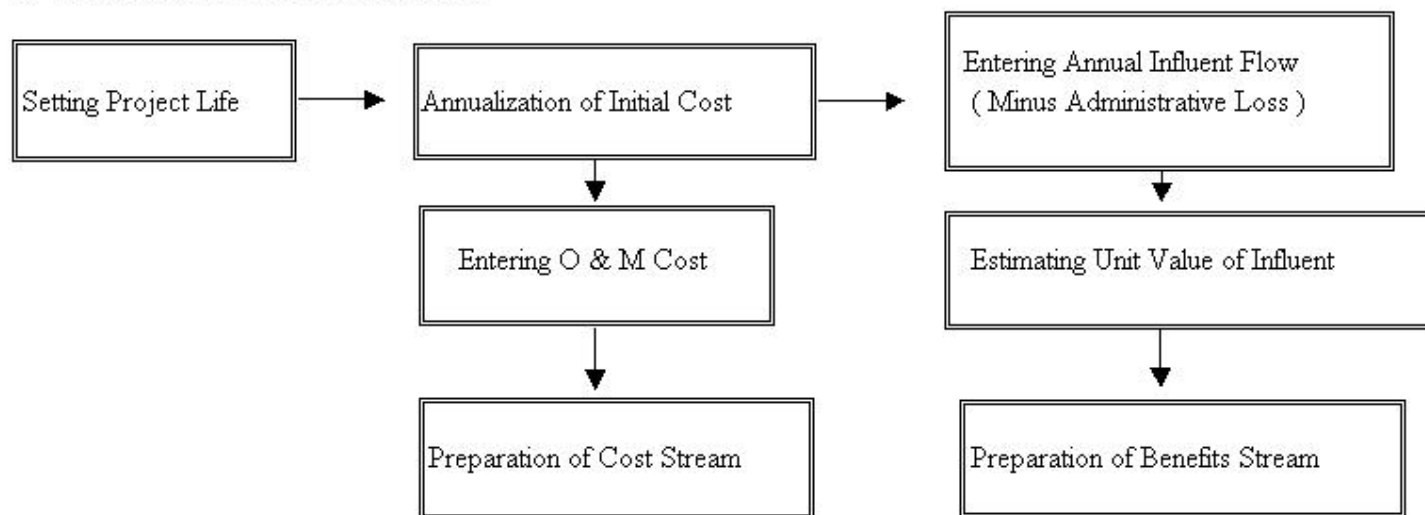 Setting Project Life
Annualization of Initial Cost
Entering Annual Influent Flow
( Minus Administrative Loss )
Entering O & M Cost
Estimating Unit Value of Influent
Preparation of Cost Stream
Preparation of Benefits Stream